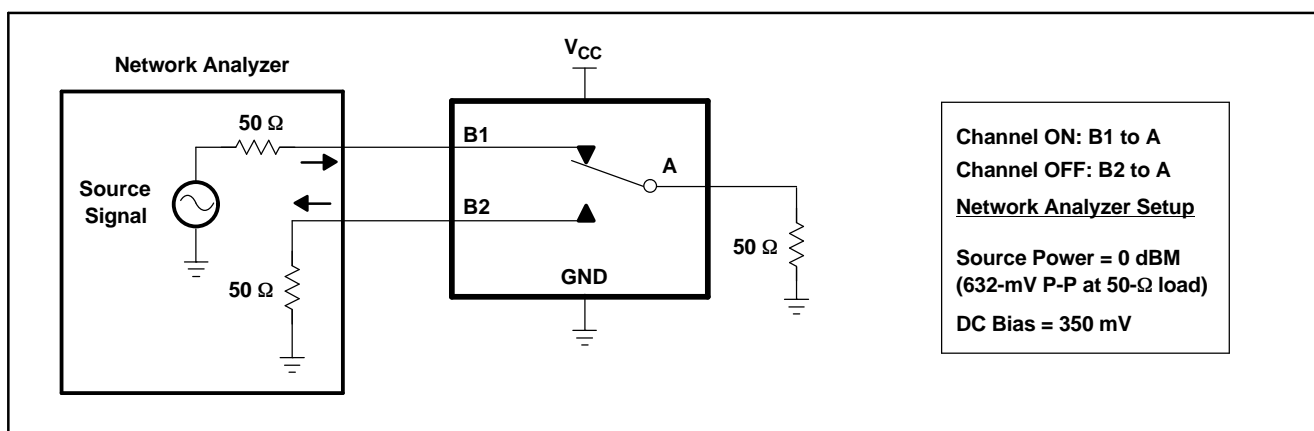 V_CC
Network Analyzer
50 Ω
B1
A
Source
Signal
B2
50 Ω
50 Ω
GND
Channel ON: B1 to A
Channel OFF: B2 to A
Network Analyzer Setup
Source Power = 0 dBM
(632-mV P-P at 50-Ω load)
DC Bias = 350 mV